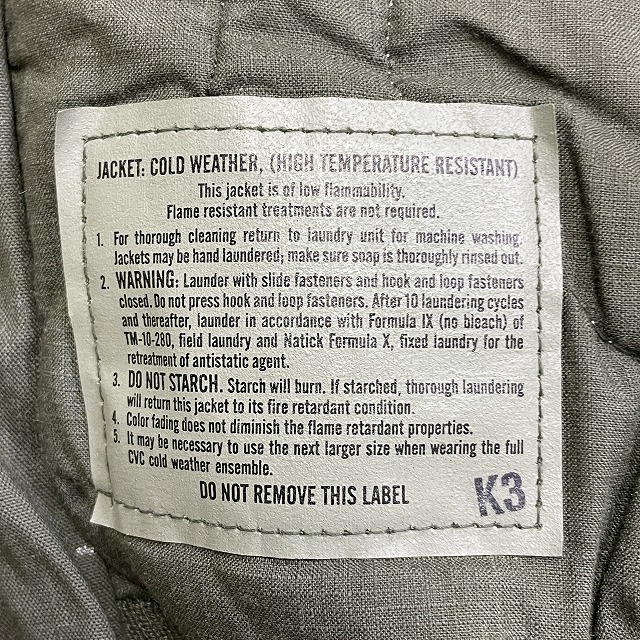 JACKET: COLD WEATHER, (HIGH TEMPERATURE RESISTANT)
This jacket is of low flammability.
Flame resistant treatments are not required.
1. For thorough cleaning return to laundry unit for machine washing.
Jackets may be hand laundered; make sure soap is thoroughly rinsed out.
2. WARNING: Launder with slide fasteners and hook and loop fasteners
closed. Do not press hook and loop fasteners. After 10 laundering cycles
and thereafter, launder in accordance with Formula IX (no bleach) of
TM-10-280, field laundry and Natick Formula X, fixed laundry for the
retreatment of antistatic agent.
3. DO NOT STARCH. Starch will burn. If starched, thorough laundering
will return this jacket to its fire retardant condition.
4. Color fading does not diminish the flame retardant properties.
5. It may be necessary to use the next larger size when wearing the full
CVC cold weather ensemble.
DO NOT REMOVE THIS LABEL
K3